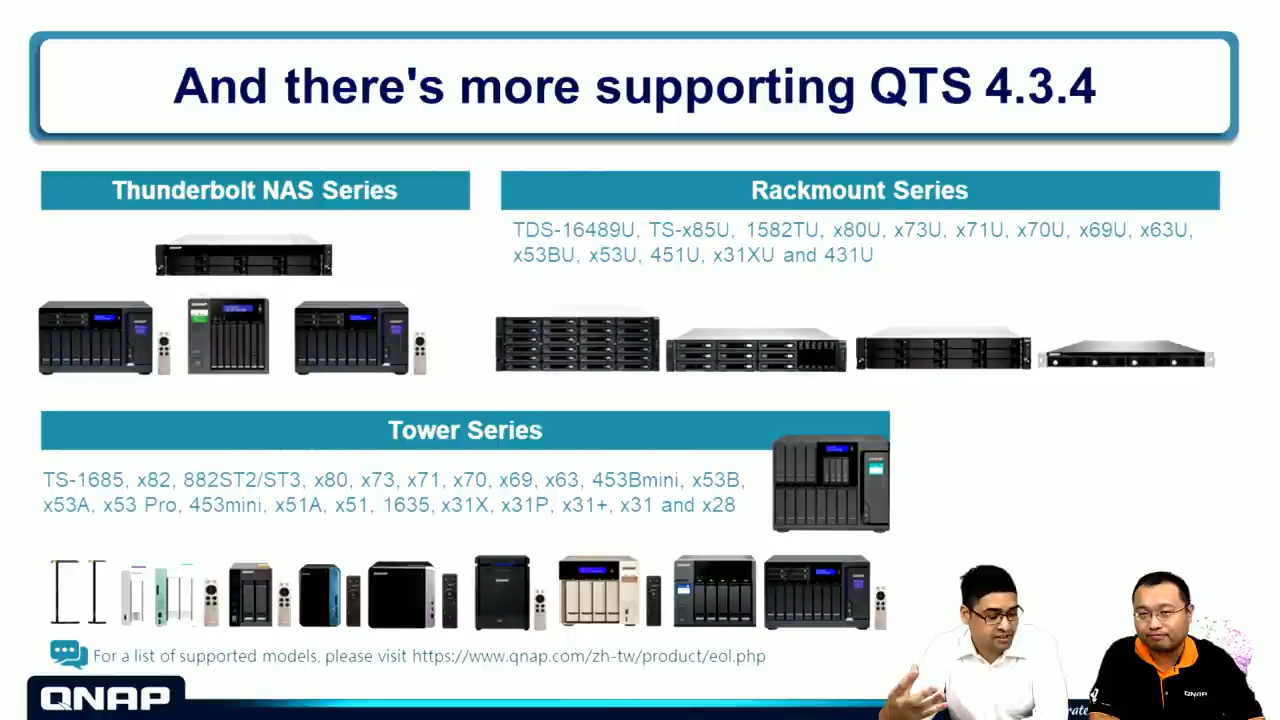 And there's more supporting QTS 4.3.4
Thunderbolt NAS Series
Rackmount Series
TDS-16489U, TS-x85U, 1582TU, x80U, x73U, x71U, x70U, x69U, x63U,
x53BU, x53U, 451U, x31XU and 431U
Tower Series
TS-1685, x82, 882ST2/ST3, x80, x73, x71, x70, x69, x63, 453Bmini, x53B,
x53A, x53 Pro, 453mini, x51A, x51, 1635, x31X, x31P, x31+, x31 and x28
For a list of supported models, please visit https://www.qnap.com/zh-tw/product/eol.php
QNAP
QNAP